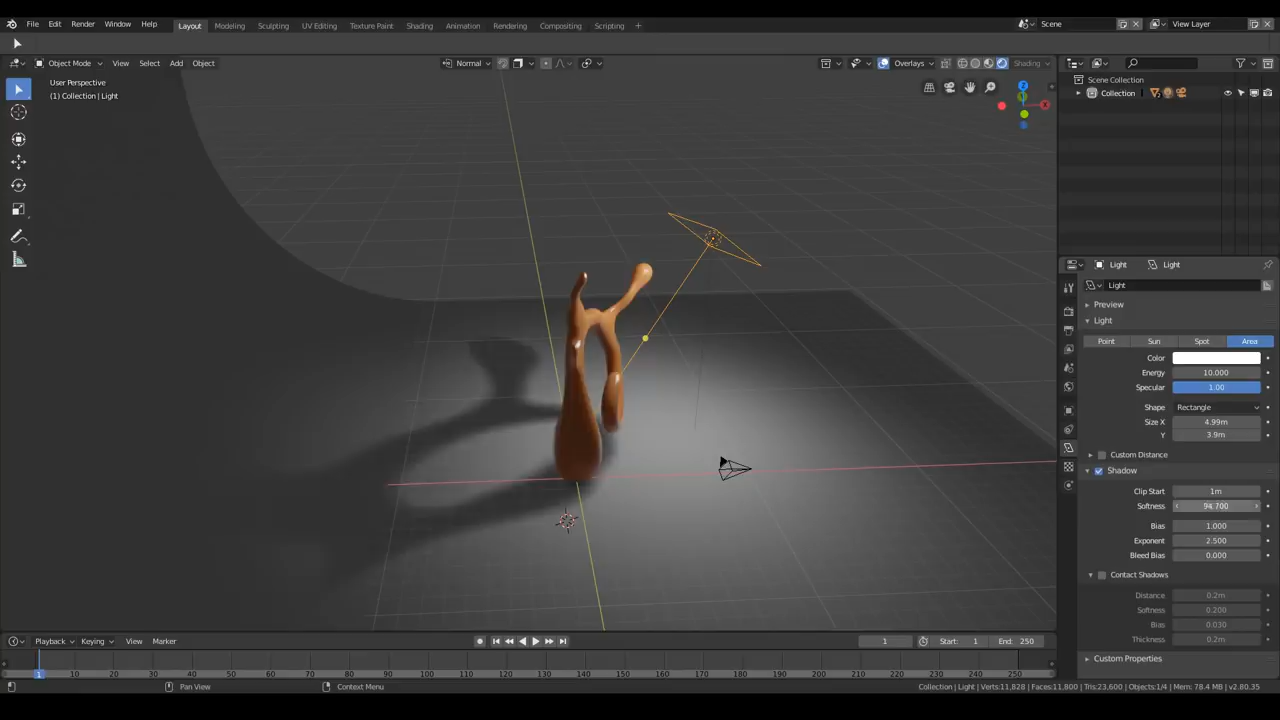 File Edit Render Window Help Layout Modeling Sculpting UV Editing Texture Paint Shading Animation Rendering Compositing Scripting + Scene View Layer
Object Mode View Select Add Object Normal Overlays Shading
User Perspective
(1) Collection | Light
Scene Collection
Collection
Light Light
Light
Preview
Light
Point Sun Spot Area
Color
Energy 10.000
Specular 1.00
Shape Rectangle
Size X 4.99m
Y 3.9m
Custom Distance
Shadow
Clip Start 1m
Softness 94.700
Bias 1.000
Exponent 2.500
Bleed Bias 0.000
Contact Shadows
Distance 0.2m
Softness 0.200
Bias 0.030
Thickness 0.2m
Custom Properties
Playback Keying View Marker 1 Start: 1 End: 250
1 10 20 30 40 50 60 70 80 90 100 110 120 130 140 150 160 170 180 190 200 210 220 230 240 250
Pan View Context Menu Collection | Light | Verts:11,828 | Faces:11,800 | Tris:23,600 | Objects:1/4 | Mem: 78.4 MB | v2.80.35